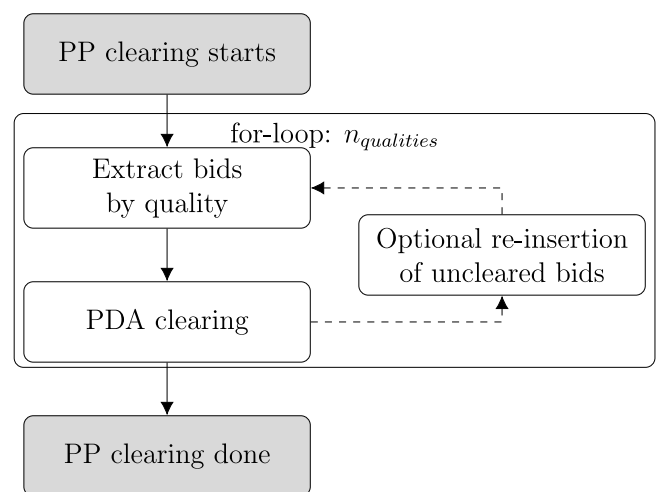 PP clearing starts
for-loop: n_qualities
Extract bids
by quality
Optional re-insertion
of uncleared bids
PDA clearing
PP clearing done